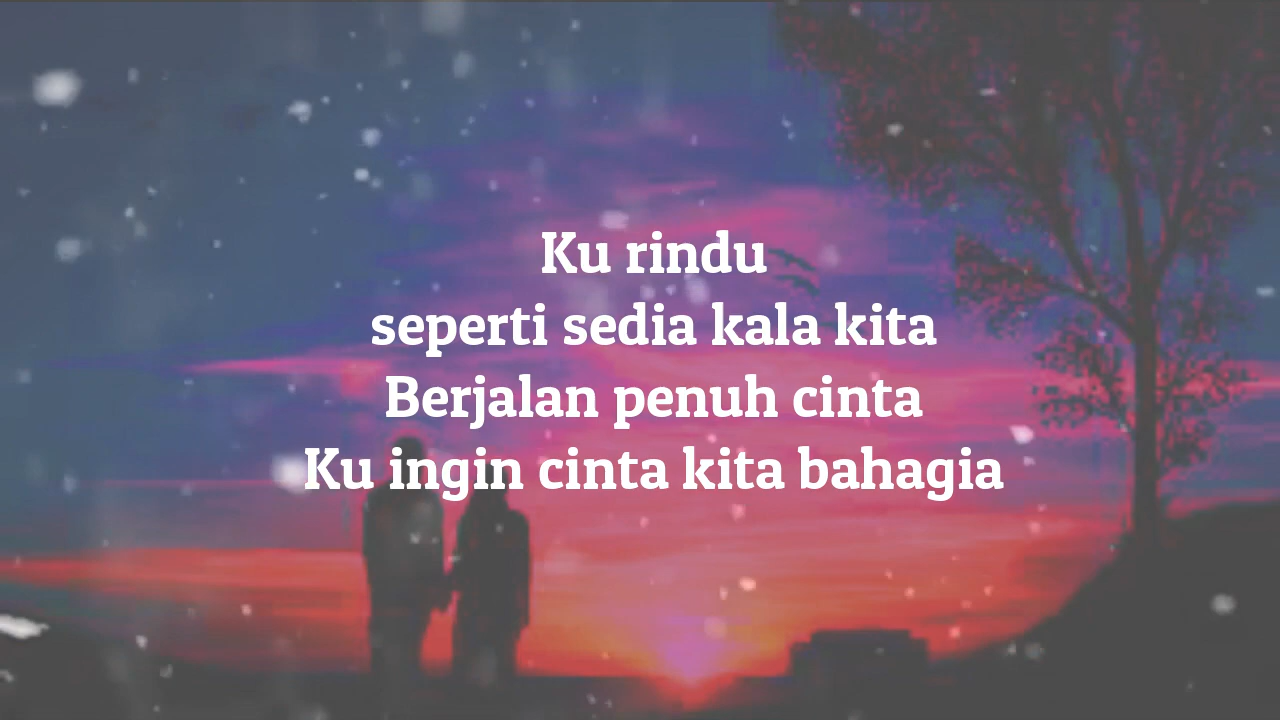 Ku rindu
seperti sedia kala kita
Berjalan penuh cinta
Ku ingin cinta kita bahagia